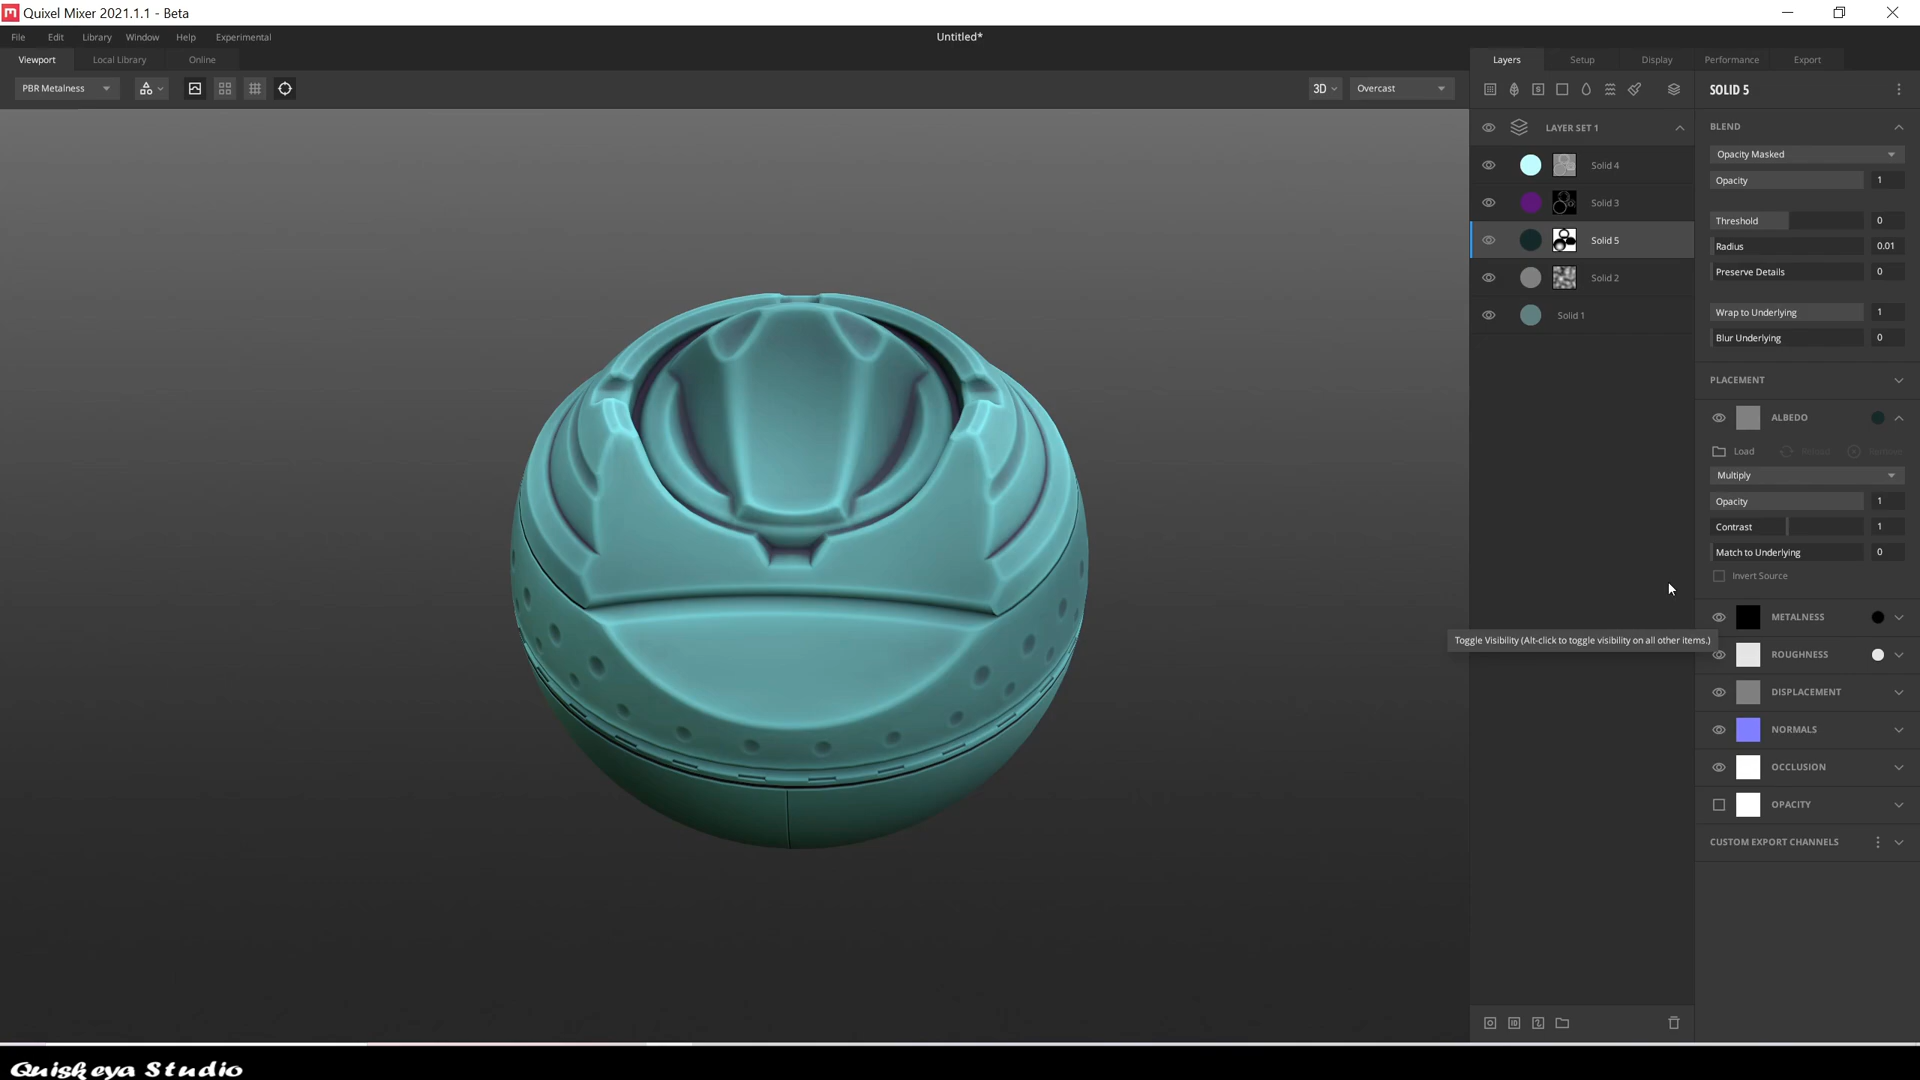 Quixel Mixer 2021.1.1 - Beta
File Edit Library Window Help Experimental
Untitled*
Viewport Local Library Online
Layers Setup Display Performance Export
PBR Metalness
3D
Overcast
SOLID 5
LAYER SET 1
Solid 4
Solid 3
Solid 5
Solid 2
Solid 1
BLEND
Opacity Masked
Opacity 1
Threshold 0
Radius 0.01
Preserve Details 0
Wrap to Underlying 1
Blur Underlying 0
PLACEMENT
ALBEDO
Load Reload Remove
Multiply
Opacity 1
Contrast 1
Match to Underlying 0
Invert Source
METALNESS
Toggle Visibility (Alt-click to toggle visibility on all other items.)
ROUGHNESS
DISPLACEMENT
NORMALS
OCCLUSION
OPACITY
CUSTOM EXPORT CHANNELS
Quiskeya Studio